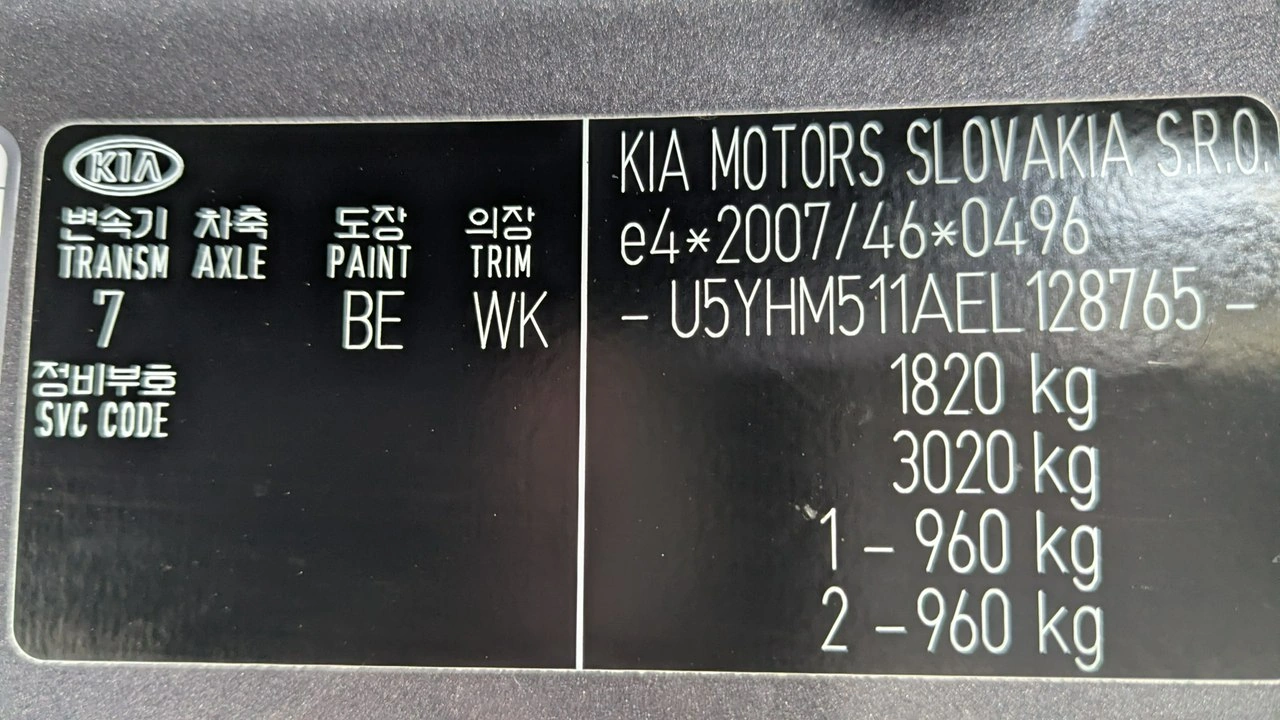 KIA
변속기 차축 도장 의장
TRANSM AXLE PAINT TRIM
7 BE WK
정비부호
SVC CODE
KIA MOTORS SLOVAKIA S.R.O.
e4*2007/46*0496
- U5YHM511AEL128765 -
1820 kg
3020 kg
1 - 960 kg
2 - 960 kg